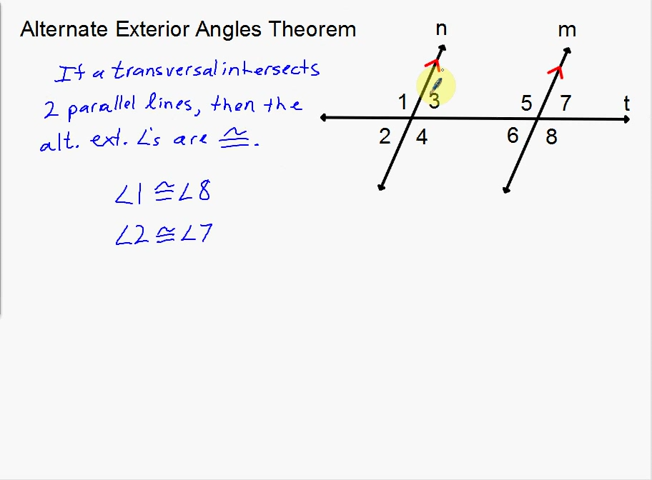 Alternate Exterior Angles Theorem
If a transversal intersects
2 parallel lines, then the
alt. ext. ∠'s are ≅.
∠1 ≅ ∠8
∠2 ≅ ∠7
n m
1 3 5 7 t
2 4 6 8